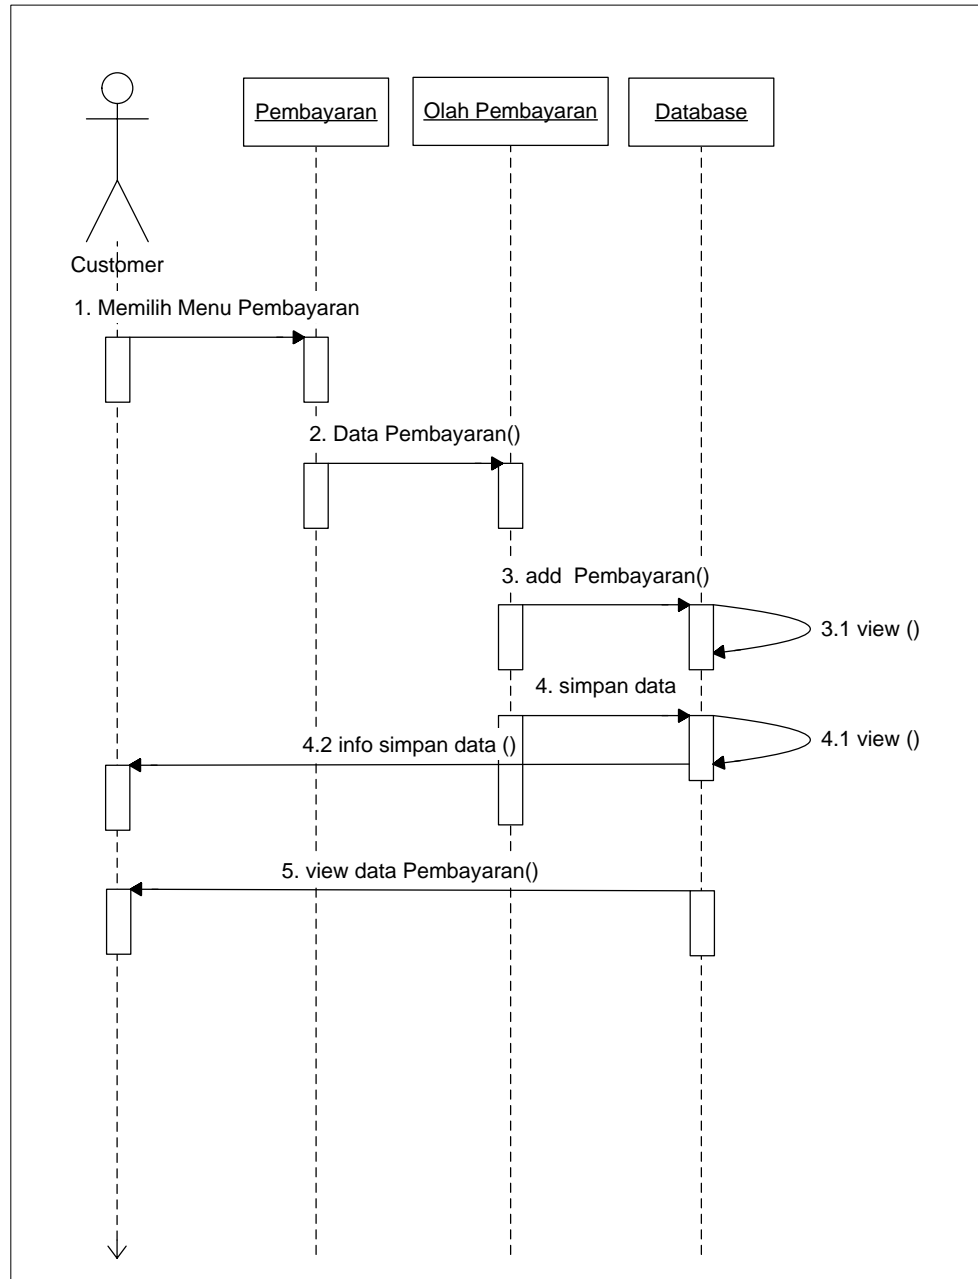 Pembayaran
Olah Pembayaran
Database
Customer
1. Memilih Menu Pembayaran
2. Data Pembayaran()
3. add  Pembayaran()
3.1 view ()
4. simpan data
4.1 view ()
4.2 info simpan data ()
5. view data Pembayaran()